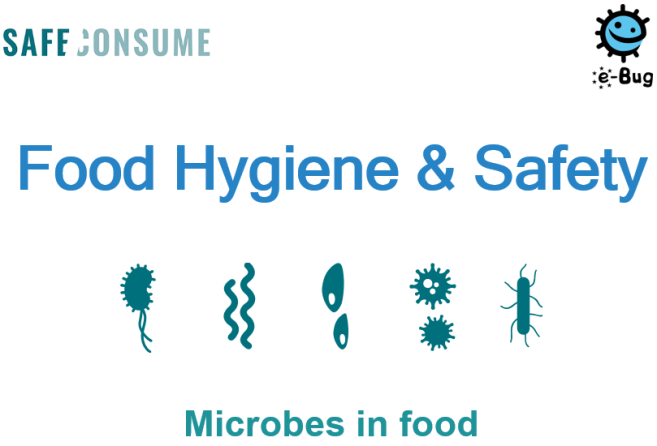 SAFE CONSUME
e-Bug
Food Hygiene & Safety
Microbes in food